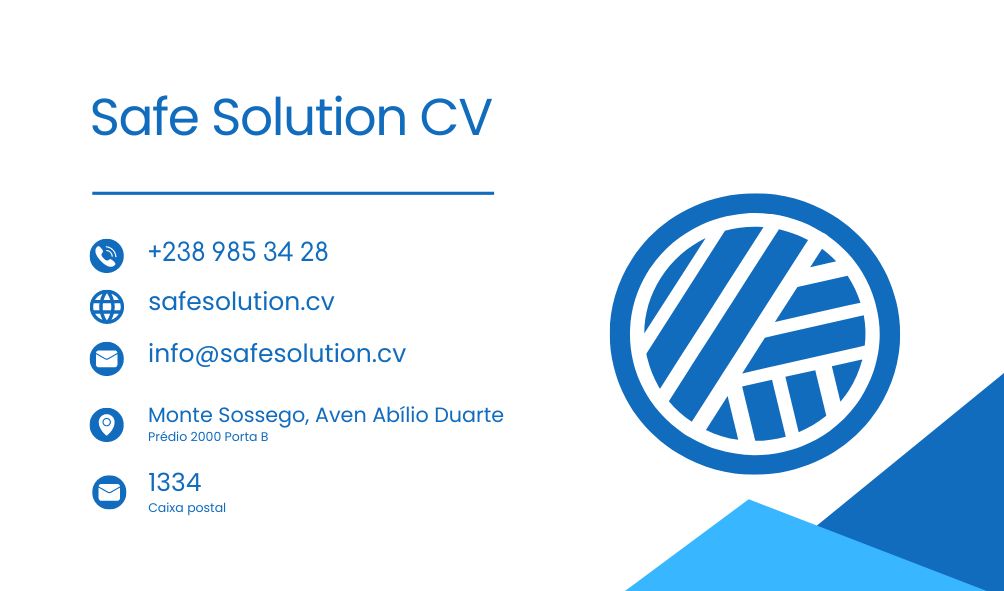 Safe Solution CV
+238 985 34 28
safesolution.cv
info@safesolution.cv
Monte Sossego, Aven Abílio Duarte
Prédio 2000 Porta B
1334
Caixa postal